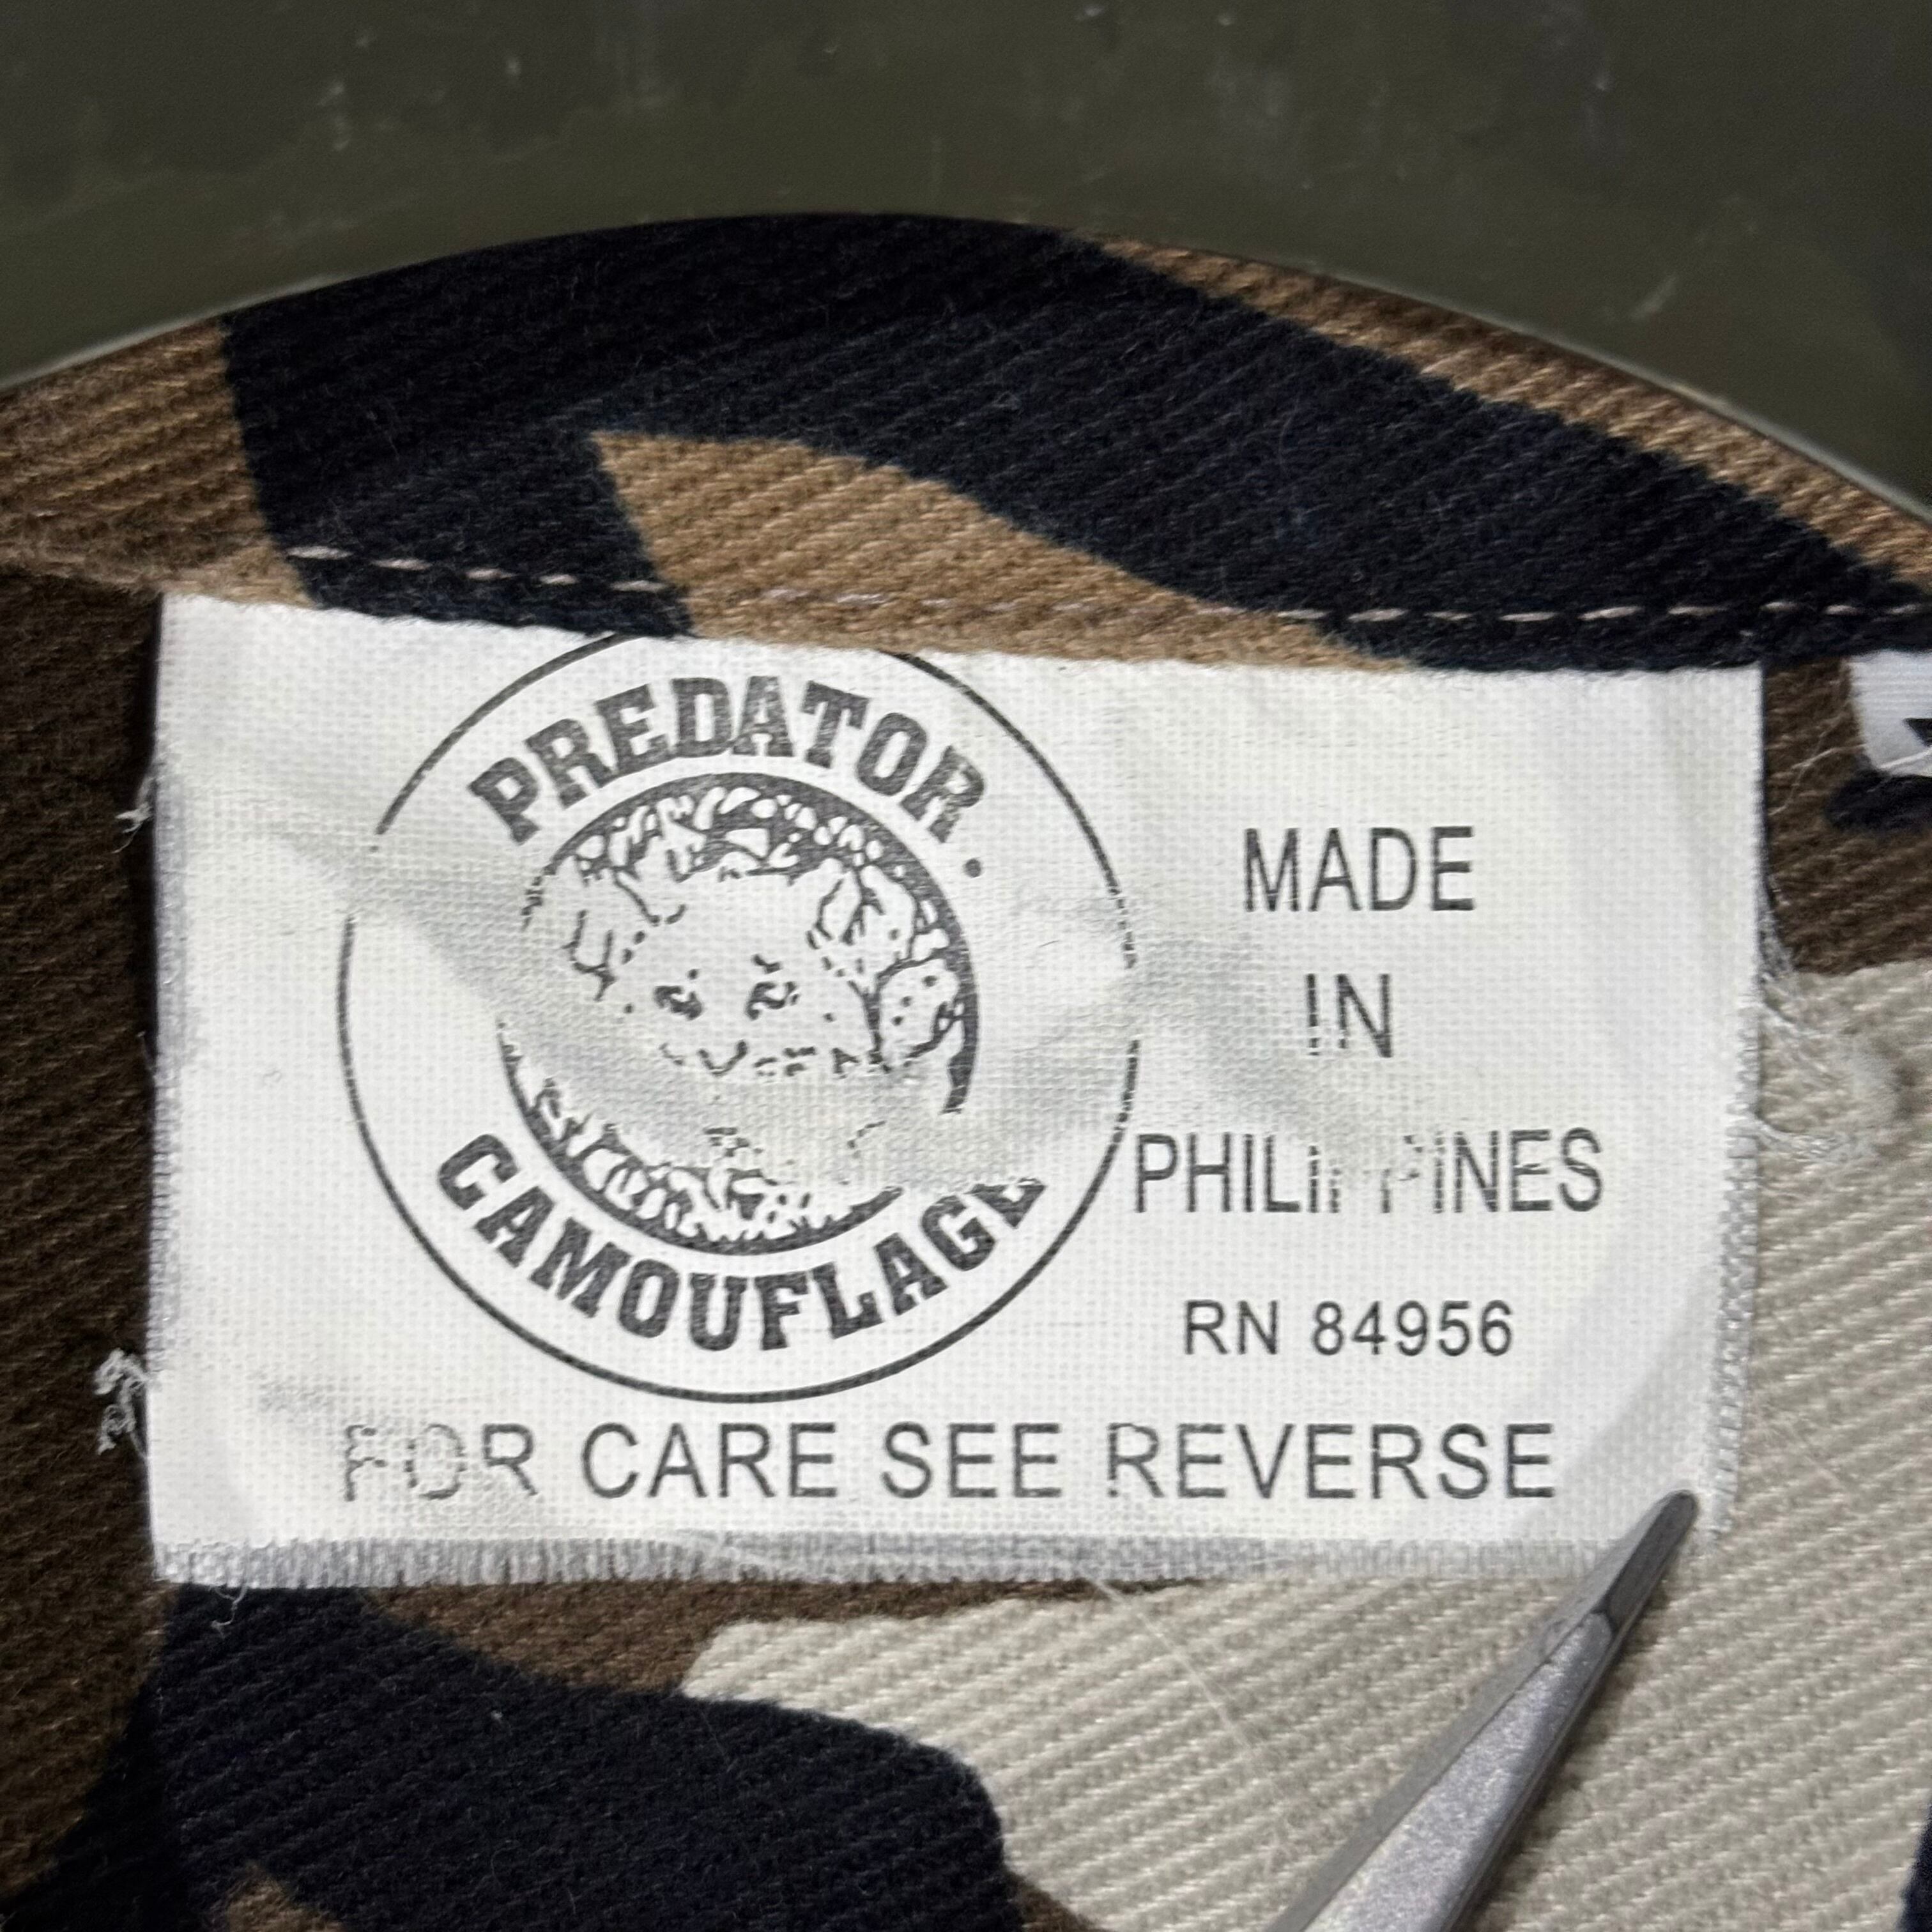 PREDATOR.
CAMOUFLAGE
MADE
IN
PHILIPPINES
RN 84956
FOR CARE SEE REVERSE